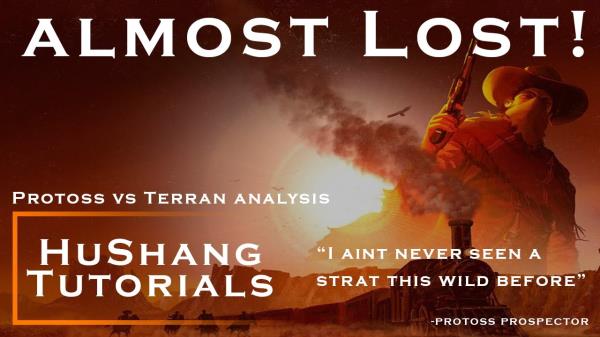 ALMOST LOST!
PROTOSS VS TERRAN ANALYSIS
HUSHANG
TUTORIALS
“I AINT NEVER SEEN A
STRAT THIS WILD BEFORE”
-PROTOSS PROSPECTOR